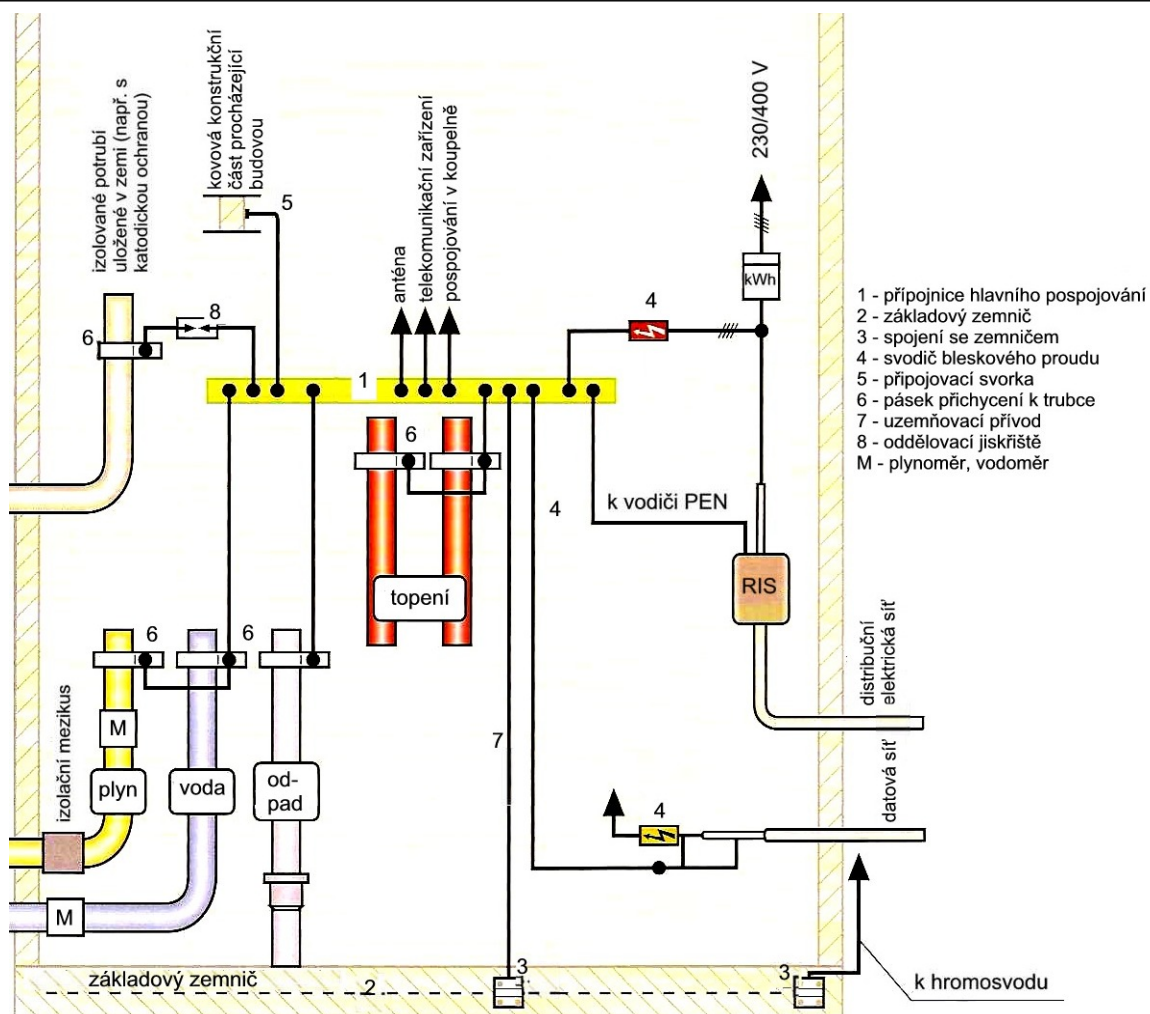 izolované potrubí
uložené v zemi (např. s
katodickou ochranou)
kovová konstrukční
část procházející
budovou
5
anténa
telekomunikační zařízení
pospojování v koupelně
230/400 V
kWh
8
6
4
1
1 - přípojnice hlavního pospojování
2 - základový zemnič
3 - spojení se zemničem
4 - svodič bleskového proudu
5 - připojovací svorka
6 - pásek přichycení k trubce
7 - uzemňovací přívod
8 - oddělovací jiskřiště
M - plynoměr, vodoměr
6
4
k vodiči PEN
RIS
topení
6
6
distribuční
elektrická síť
izolační mezikus
M
plyn
voda
od-
pad
7
datová síť
4
M
základový zemnič
2
3
3
k hromosvodu